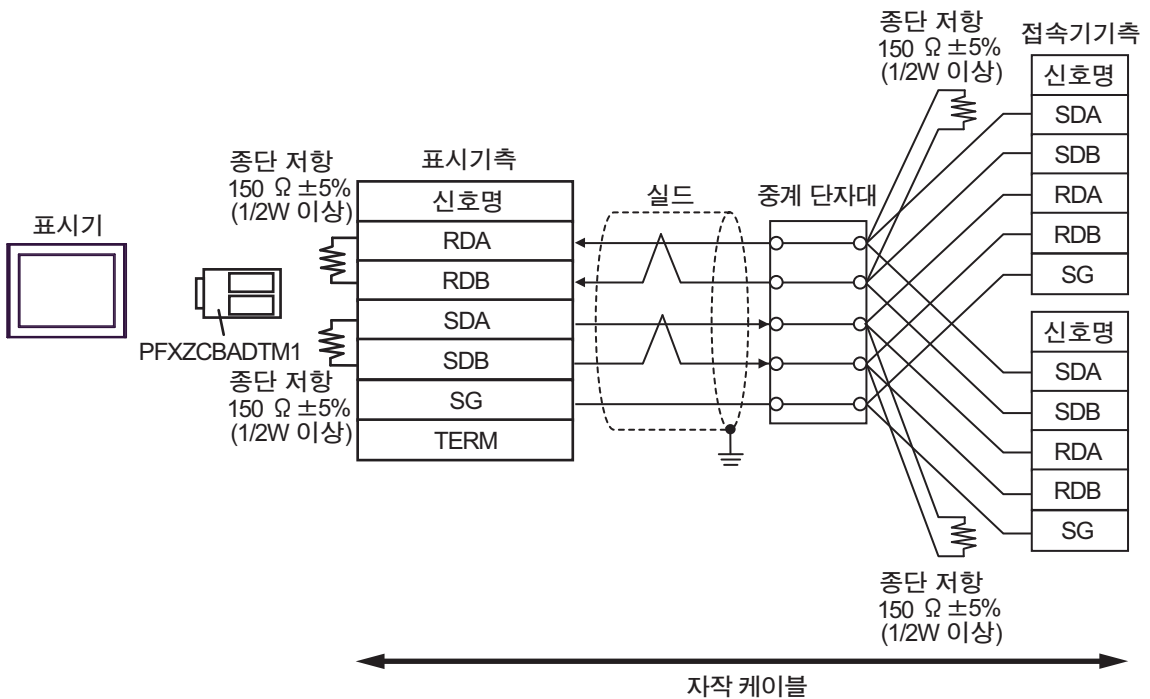 표시기
PFXZCBADTM1
종단 저항
150 Ω ±5%
(1/2W 이상)
종단 저항
150 Ω ±5%
(1/2W 이상)
표시기측
신호명
RDA
RDB
SDA
SDB
SG
TERM
실드
중계 단자대
종단 저항
150 Ω ±5%
(1/2W 이상)
접속기기측
신호명
SDA
SDB
RDA
RDB
SG
신호명
SDA
SDB
RDA
RDB
SG
종단 저항
150 Ω ±5%
(1/2W 이상)
자작 케이블